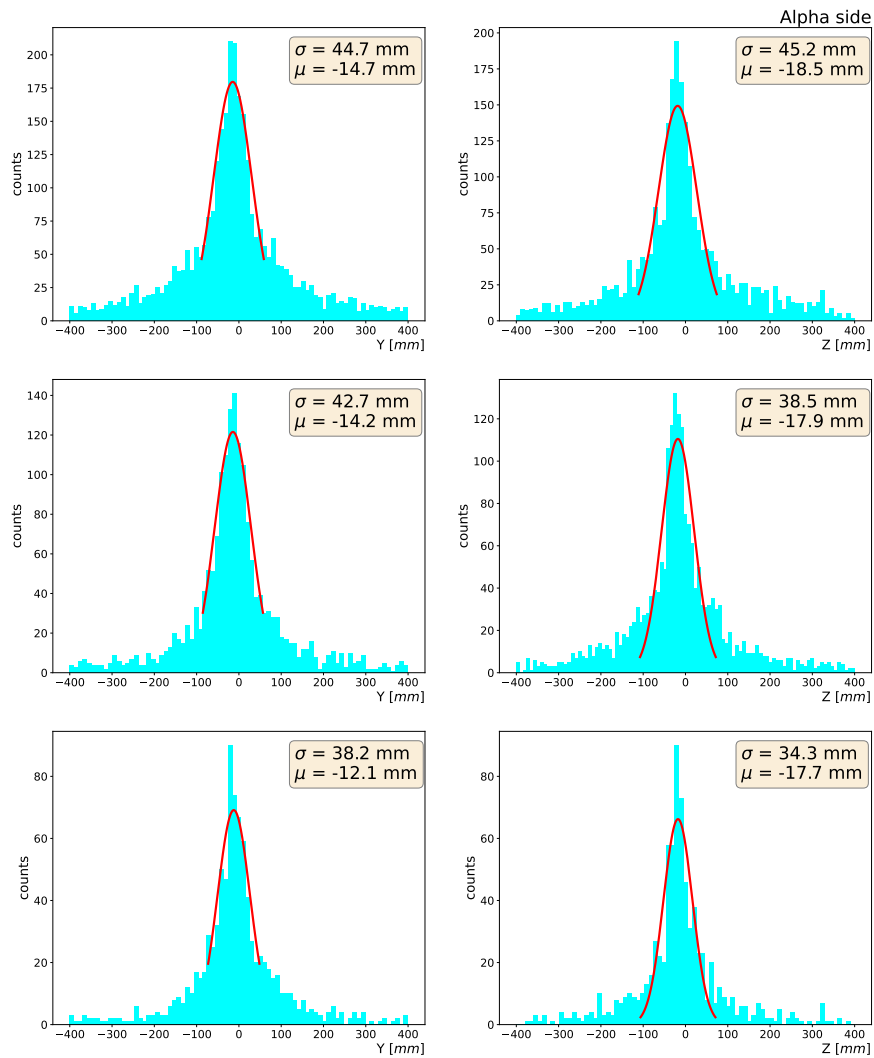 Alpha side
σ = 44.7 mm
μ = -14.7 mm
counts
200
175
150
125
100
75
50
25
0
−400 −300 −200 −100 0 100 200 300 400
Y [mm]
σ = 45.2 mm
μ = -18.5 mm
counts
200
175
150
125
100
75
50
25
0
−400 −300 −200 −100 0 100 200 300 400
Z [mm]
σ = 42.7 mm
μ = -14.2 mm
counts
140
120
100
80
60
40
20
0
−400 −300 −200 −100 0 100 200 300 400
Y [mm]
σ = 38.5 mm
μ = -17.9 mm
counts
120
100
80
60
40
20
0
−400 −300 −200 −100 0 100 200 300 400
Z [mm]
σ = 38.2 mm
μ = -12.1 mm
counts
80
60
40
20
0
−400 −300 −200 −100 0 100 200 300 400
Y [mm]
σ = 34.3 mm
μ = -17.7 mm
counts
80
60
40
20
0
−400 −300 −200 −100 0 100 200 300 400
Z [mm]